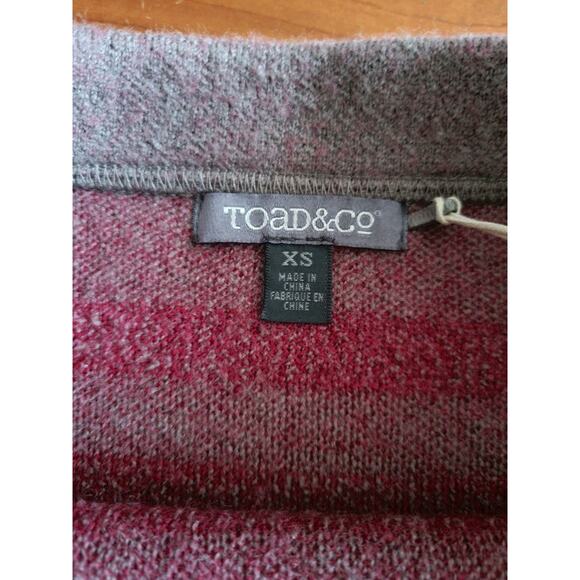 TOAD&CO
XS
MADE IN
CHINA
FABRIQUE EN
CHINE